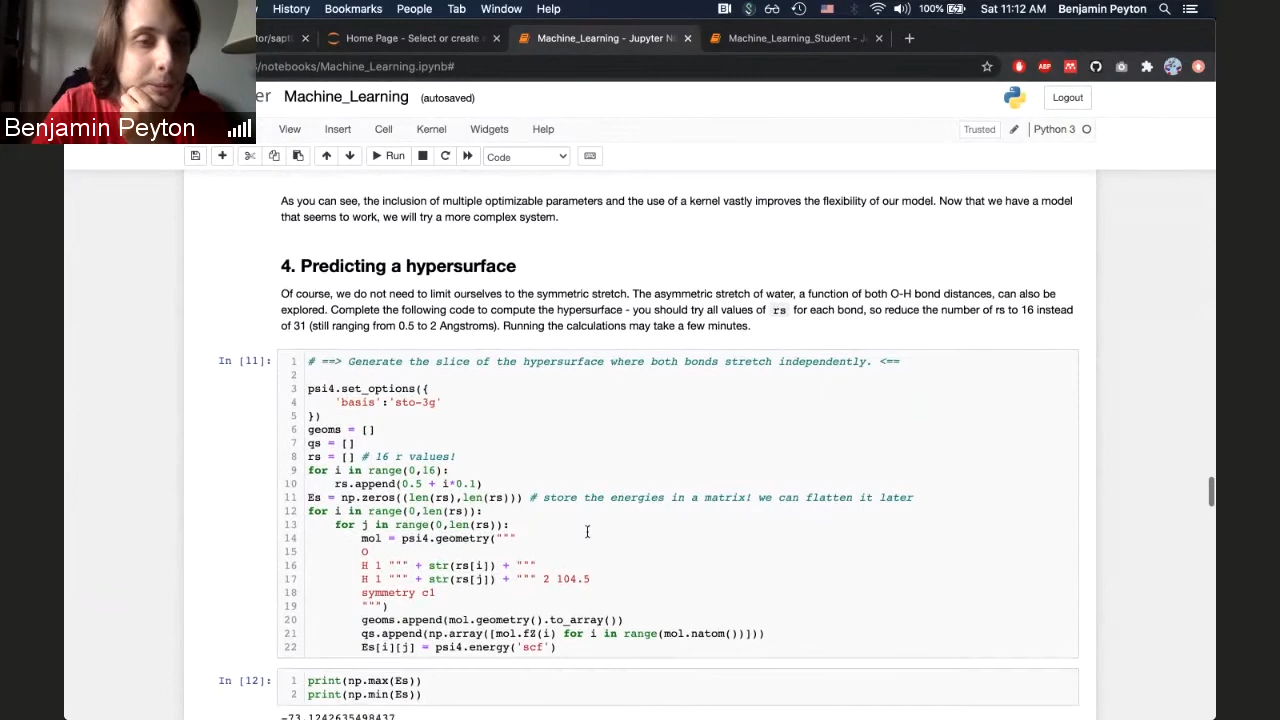 History Bookmarks People Tab Window Help 100% Sat 11:12 AM Benjamin Peyton
Home Page - Select or create Machine_Learning - Jupyter N Machine_Learning_Student - J
s/notebooks/Machine_Learning.ipynb#
Machine_Learning (autosaved) Logout
Benjamin Peyton
View Insert Cell Kernel Widgets Help Trusted Python 3
Run Code
As you can see, the inclusion of multiple optimizable parameters and the use of a kernel vastly improves the flexibility of our model. Now that we have a model
that seems to work, we will try a more complex system.
4. Predicting a hypersurface
Of course, we do not need to limit ourselves to the symmetric stretch. The asymmetric stretch of water, a function of both O-H bond distances, can also be
explored. Complete the following code to compute the hypersurface - you should try all values of rs for each bond, so reduce the number of rs to 16 instead
of 31 (still ranging from 0.5 to 2 Angstroms). Running the calculations may take a few minutes.
In [11]: 1 # ==> Generate the slice of the hypersurface where both bonds stretch independently. <==
2
3 psi4.set_options({
4 'basis':'sto-3g'
5 })
6 geoms = []
7 qs = []
8 rs = [] # 16 r values!
9 for i in range(0,16):
10 rs.append(0.5 + i*0.1)
11 Es = np.zeros((len(rs),len(rs))) # store the energies in a matrix! we can flatten it later
12 for i in range(0,len(rs)):
13 for j in range(0,len(rs)):
14 mol = psi4.geometry("""
15 O
16 H 1 """ + str(rs[i]) + """
17 H 1 """ + str(rs[j]) + """ 2 104.5
18 symmetry c1
19 """)
20 geoms.append(mol.geometry().to_array())
21 qs.append(np.array([mol.fZ(i) for i in range(mol.natom())]))
22 Es[i][j] = psi4.energy('scf')
In [12]: 1 print(np.max(Es))
2 print(np.min(Es))
-73.1242635498437